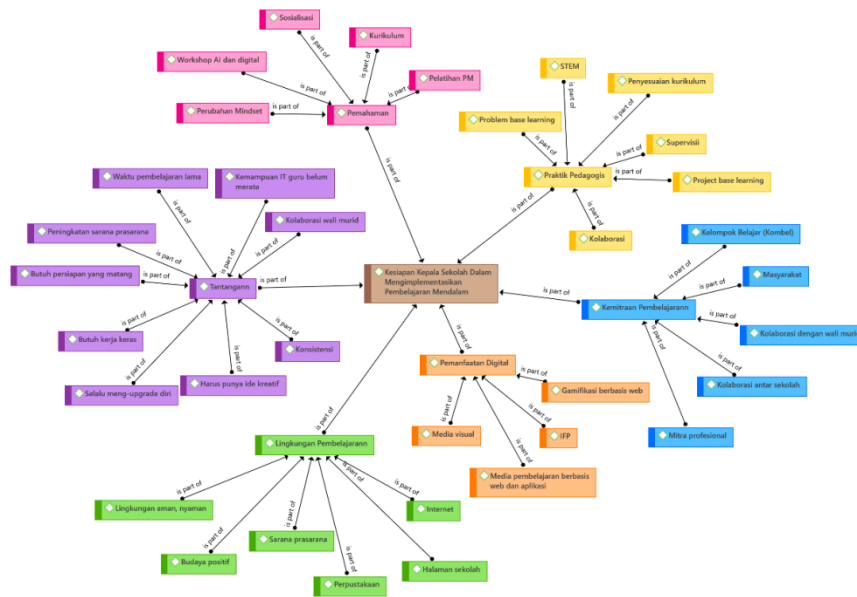 Sosialisasi
is part of
Kurikulum
is part of
Workshop AI dan digital
is part of
Pelatihan PM
is part of
Perubahan Mindset
is part of
Pemahaman
is part of
STEM
is part of
Penyesuaian kurikulum
is part of
Problem base learning
is part of
Supervisii
is part of
Project base learning
is part of
Praktik Pedagogis
is part of
Kolaborasi
is part of
Waktu pembelajaran lama
is part of
Kemampuan IT guru belum
merata
is part of
Kolaborasi wali murid
is part of
Peningkatan sarana prasarana
is part of
Butuh persiapan yang matang
is part of
Tantangann
is part of
Butuh kerja keras
is part of
Konsistensi
is part of
Selalu meng-upgrade diri
is part of
Harus punya ide kreatif
is part of
Kesiapan Kepala Sekolah Dalam
Mengimplementasikan
Pembelajaran Mendalam
Kelompok Belajar (Kombel)
is part of
Masyarakat
is part of
Kemitraan Pembelajarann
is part of
Kolaborasi dengan wali murid
is part of
Kolaborasi antar sekolah
is part of
Mitra profesional
is part of
Pemanfaatan Digital
is part of
Gamifikasi berbasis web
is part of
Media visual
is part of
IFP
is part of
Media pembelajaran berbasis
web dan aplikasi
is part of
Lingkungan Pembelajarann
is part of
Lingkungan aman, nyaman
is part of
Internet
is part of
Budaya positif
is part of
Sarana prasarana
is part of
Perpustakaan
is part of
Halaman sekolah
is part of